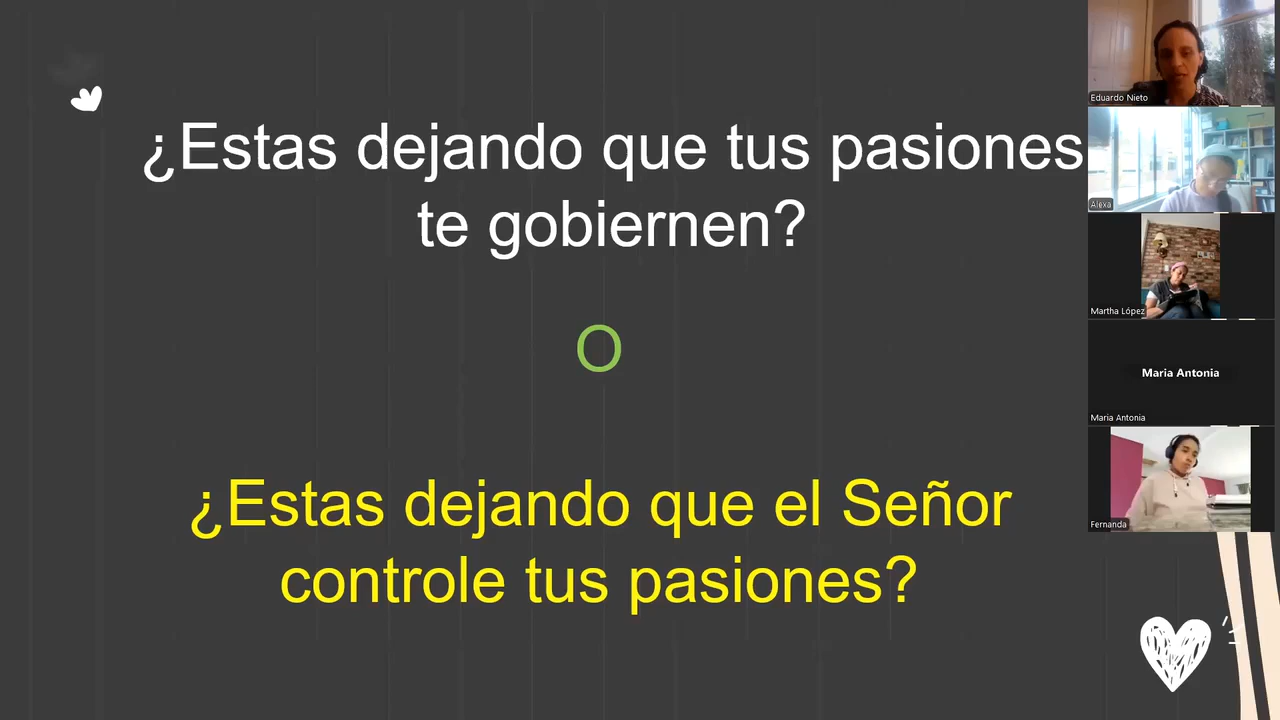 ¿Estas dejando que tus pasiones
te gobiernen?
O
¿Estas dejando que el Señor
controle tus pasiones?
Eduardo Nieto
Alexa
Martha López
Maria Antonia
Maria Antonia
Fernanda